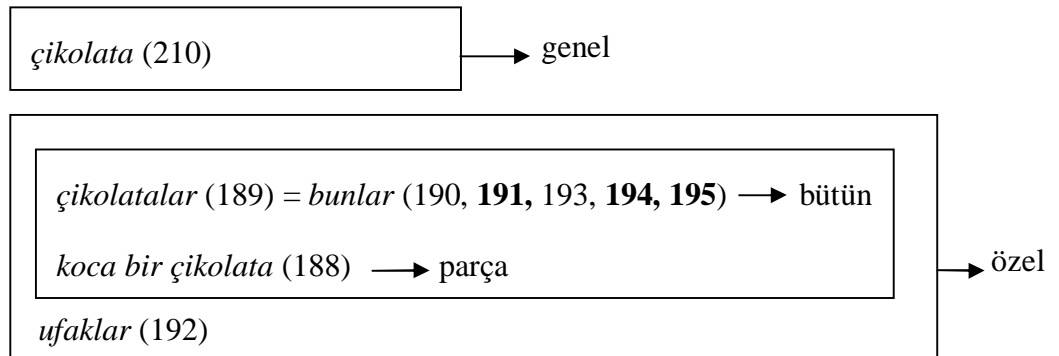 çikolata (210) genel
çikolatalar (189) = bunlar (190, 191, 193, 194, 195) bütün
koca bir çikolata (188) parça
özel
ufaklar (192)